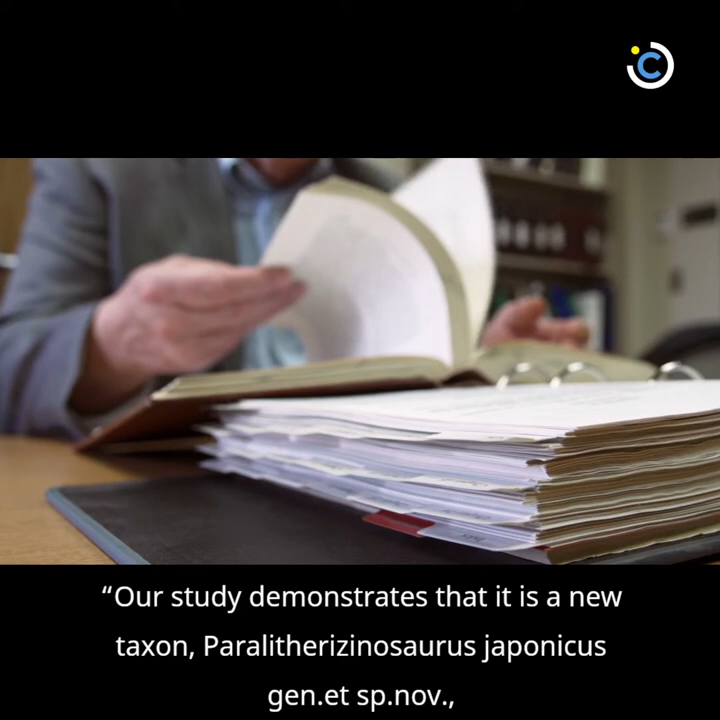 “Our study demonstrates that it is a new
taxon, Paralitherizinosaurus japonicus
gen.et sp.nov.,